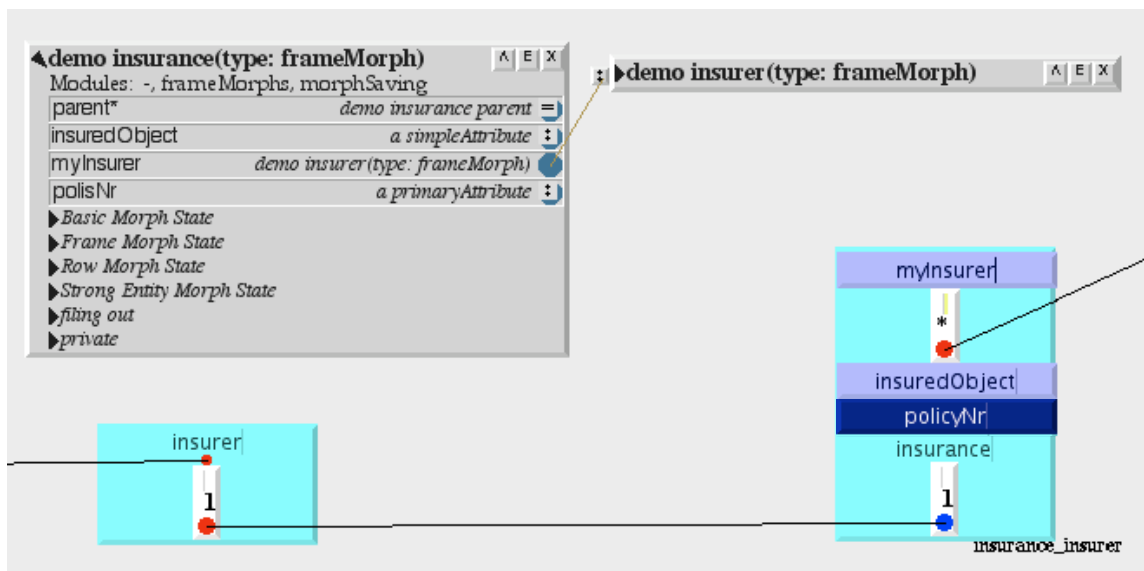 demo insurance(type: frameMorph) ^ E X
Modules: -, frameMorphs, morphSaving
parent* demo insurance parent =
insuredObject a simpleAttribute :
myInsurer demo insurer(type: frameMorph)
polisNr a primaryAttribute :
Basic Morph State
Frame Morph State
Row Morph State
Strong Entity Morph State
filing out
private
: demo insurer(type: frameMorph) ^ E X
myInsurer
*
insuredObject
policyNr
insurance
1
insurer
1
insurance_insurer